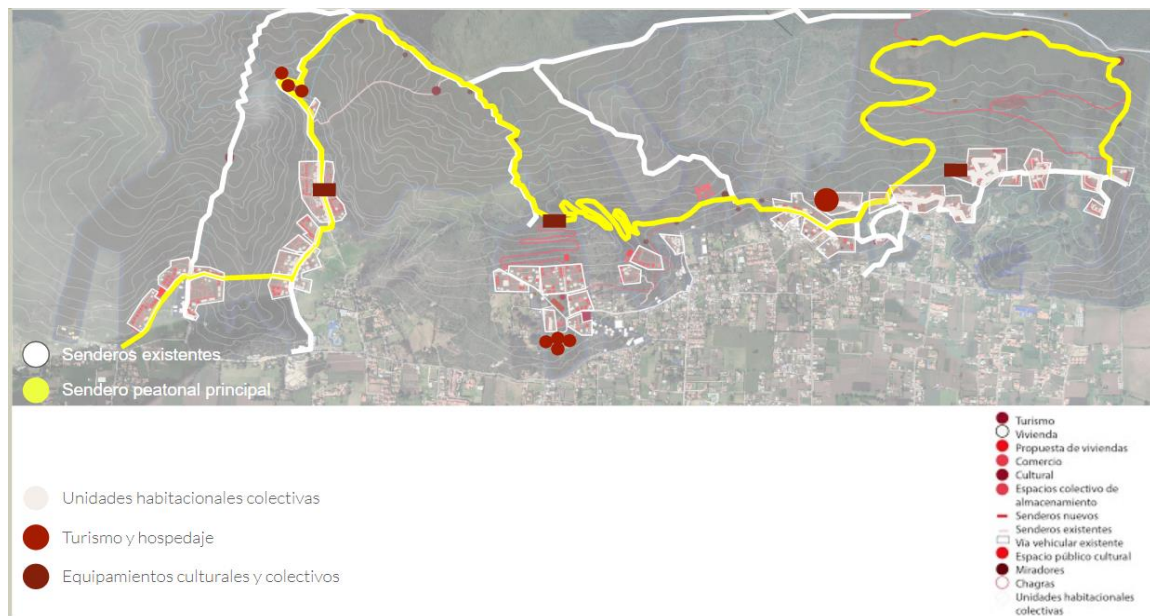 Senderos existentes
Sendero peatonal principal
Unidades habitacionales colectivas
Turismo y hospedaje
Equipamientos culturales y colectivos
Turismo
Vivienda
Propuesta de viviendas
Comercio
Cultural
Espacios colectivo de
almacenamiento
Senderos nuevos
Senderos existentes
Vía vehicular existente
Espacio público cultural
Miradores
Chagras
Unidades habitacionales
colectivas